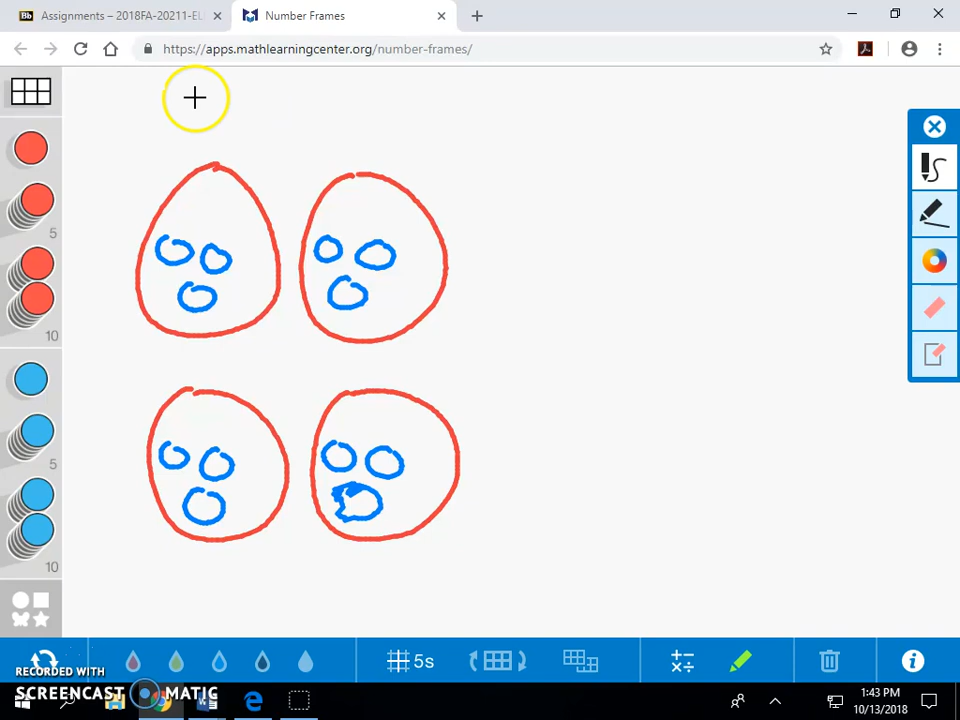 Assignments – 2018FA-20211-EL
Number Frames
https://apps.mathlearningcenter.org/number-frames/
5
10
5
10
5s
RECORDED WITH
SCREENCAST MATIC
1:43 PM
10/13/2018